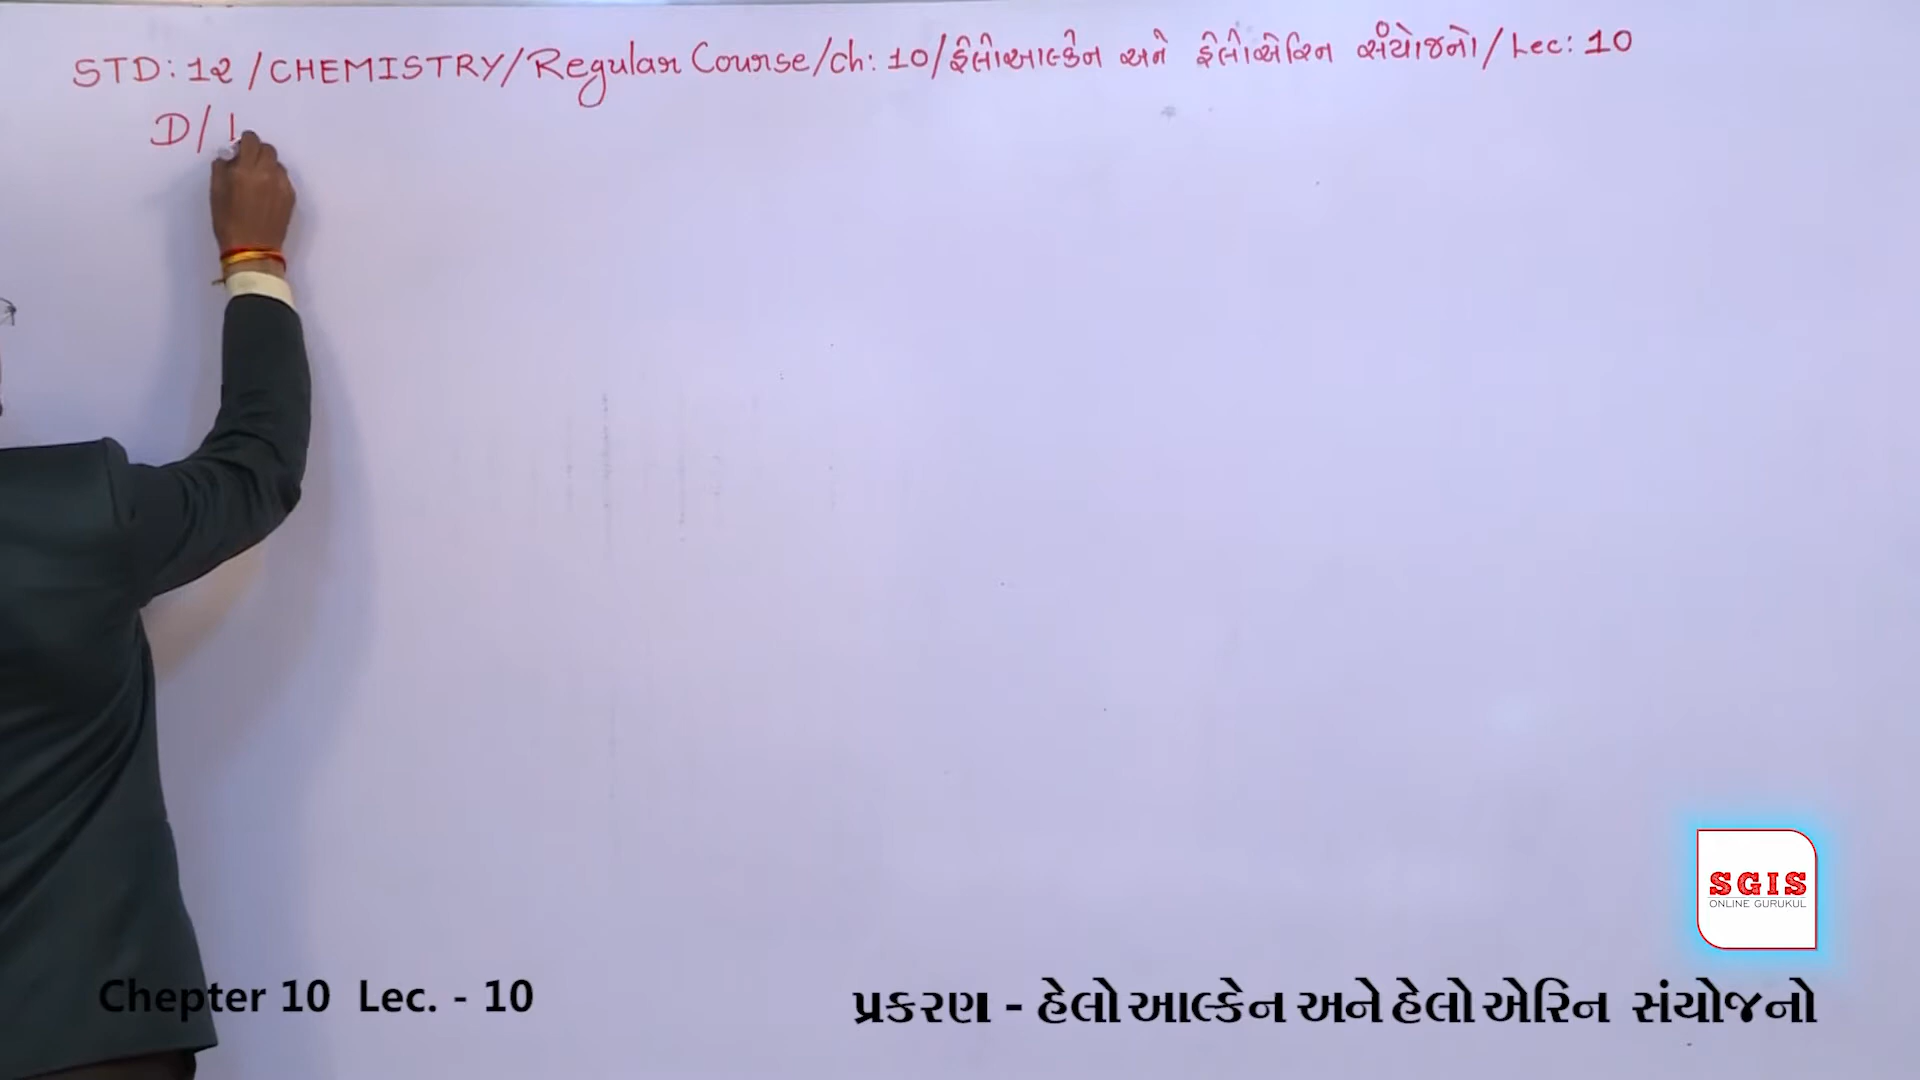 STD: 12 /CHEMISTRY/Regular Course/ch: 10/હેલોઆલ્કેન અને હેલોએરિન સંયોજનો/Lec: 10
D/
SGIS
ONLINE GURUKUL
Chepter 10 Lec. - 10
પ્રકરણ - હેલોઆલ્કેન અને હેલોએરિન સંયોજનો